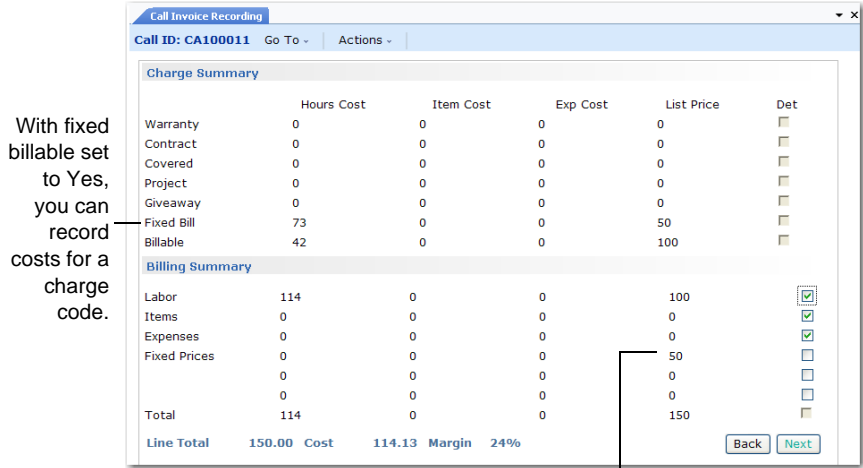 Call Invoice Recording
Call ID: CA100011 Go To Actions
Charge Summary
Hours Cost Item Cost Exp Cost List Price Det
Warranty 0 0 0 0
Contract 0 0 0 0
Covered 0 0 0 0
Project 0 0 0 0
Giveaway 0 0 0 0
Fixed Bill 73 0 0 50
Billable 42 0 0 100
Billing Summary
Labor 114 0 0 100
Items 0 0 0 0
Expenses 0 0 0 0
Fixed Prices 0 0 0 50
0 0 0 0
0 0 0 0
Total 114 0 0 150
Line Total 150.00 Cost 114.13 Margin 24%
Back Next
With fixed
billable set
to Yes,
you can
record
costs for a
charge
code.